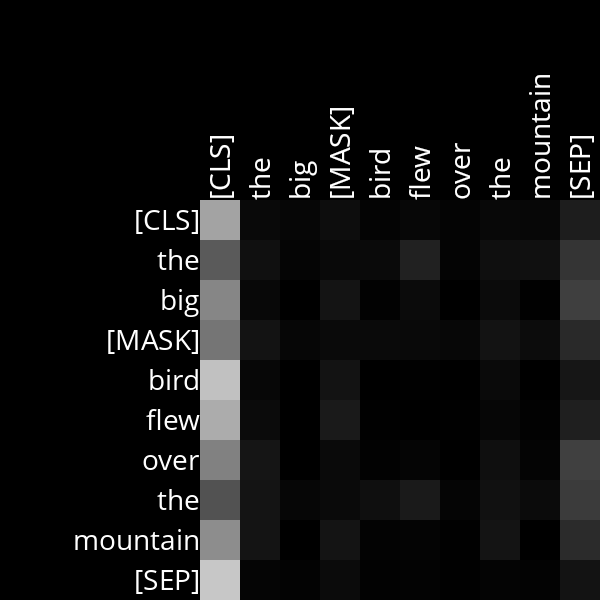 [CLS]
the
big
[MASK]
bird
flew
over
the
mountain
[SEP]
[CLS]
the
big
[MASK]
bird
flew
over
the
mountain
[SEP]